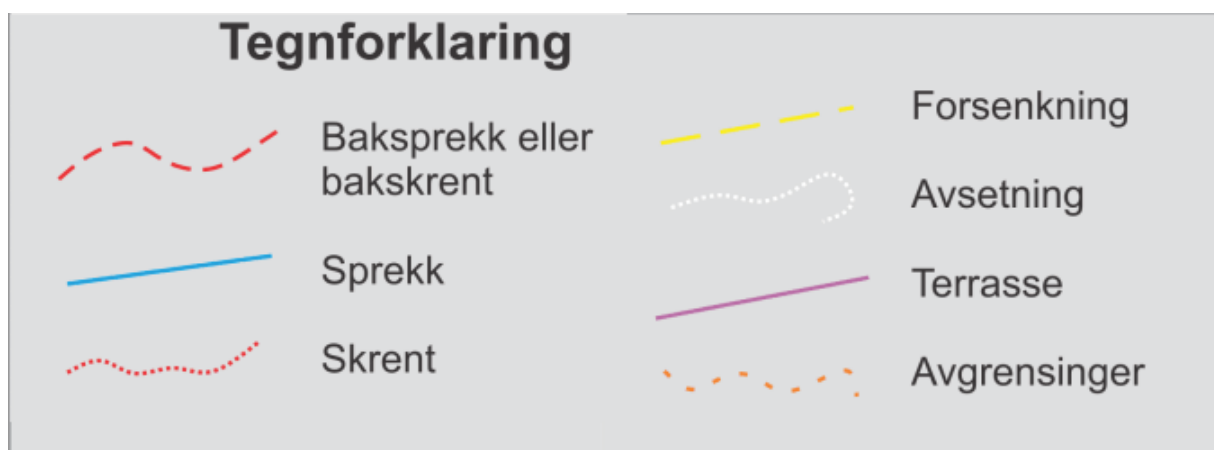 Tegnforklaring
Baksprekk eller
bakskrent
Sprekk
Skrent
Forsenkning
Avsetning
Terrasse
Avgrensinger